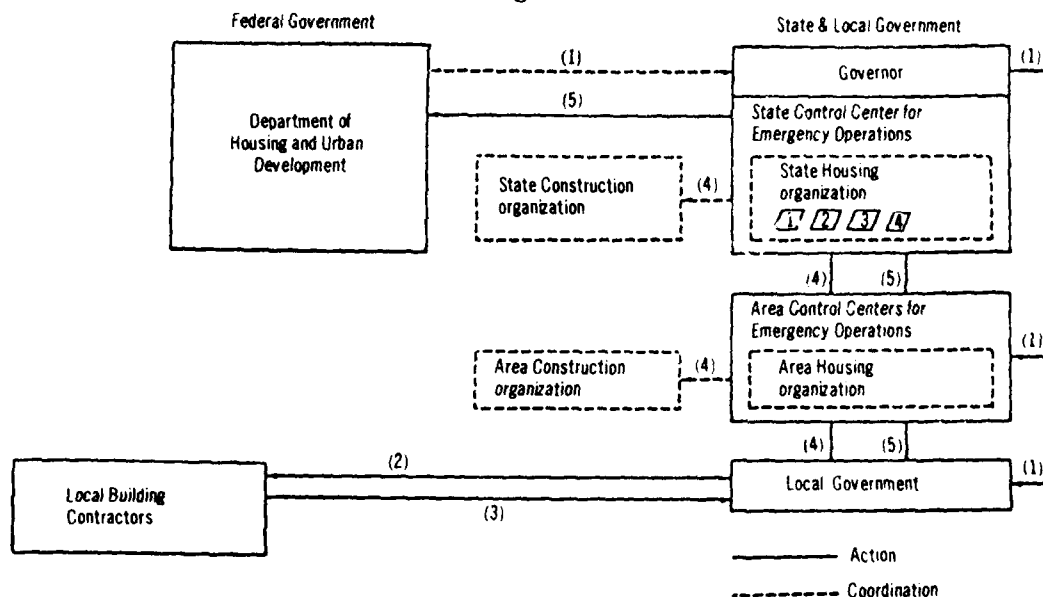 Federal Government
State & Local Government
(1)
Governor
(1)
(5)
Department of
Housing and Urban
Development
State Control Center for
Emergency Operations
State Construction
organization
(4)
State Housing
organization
1 2 3 4
(4) (5)
Area Control Centers for
Emergency Operations
(1)
Area Construction
organization
(4)
Area Housing
organization
(4) (5)
(2)
Local Building
Contractors
(3)
Local Government
(1)
Action
Coordination